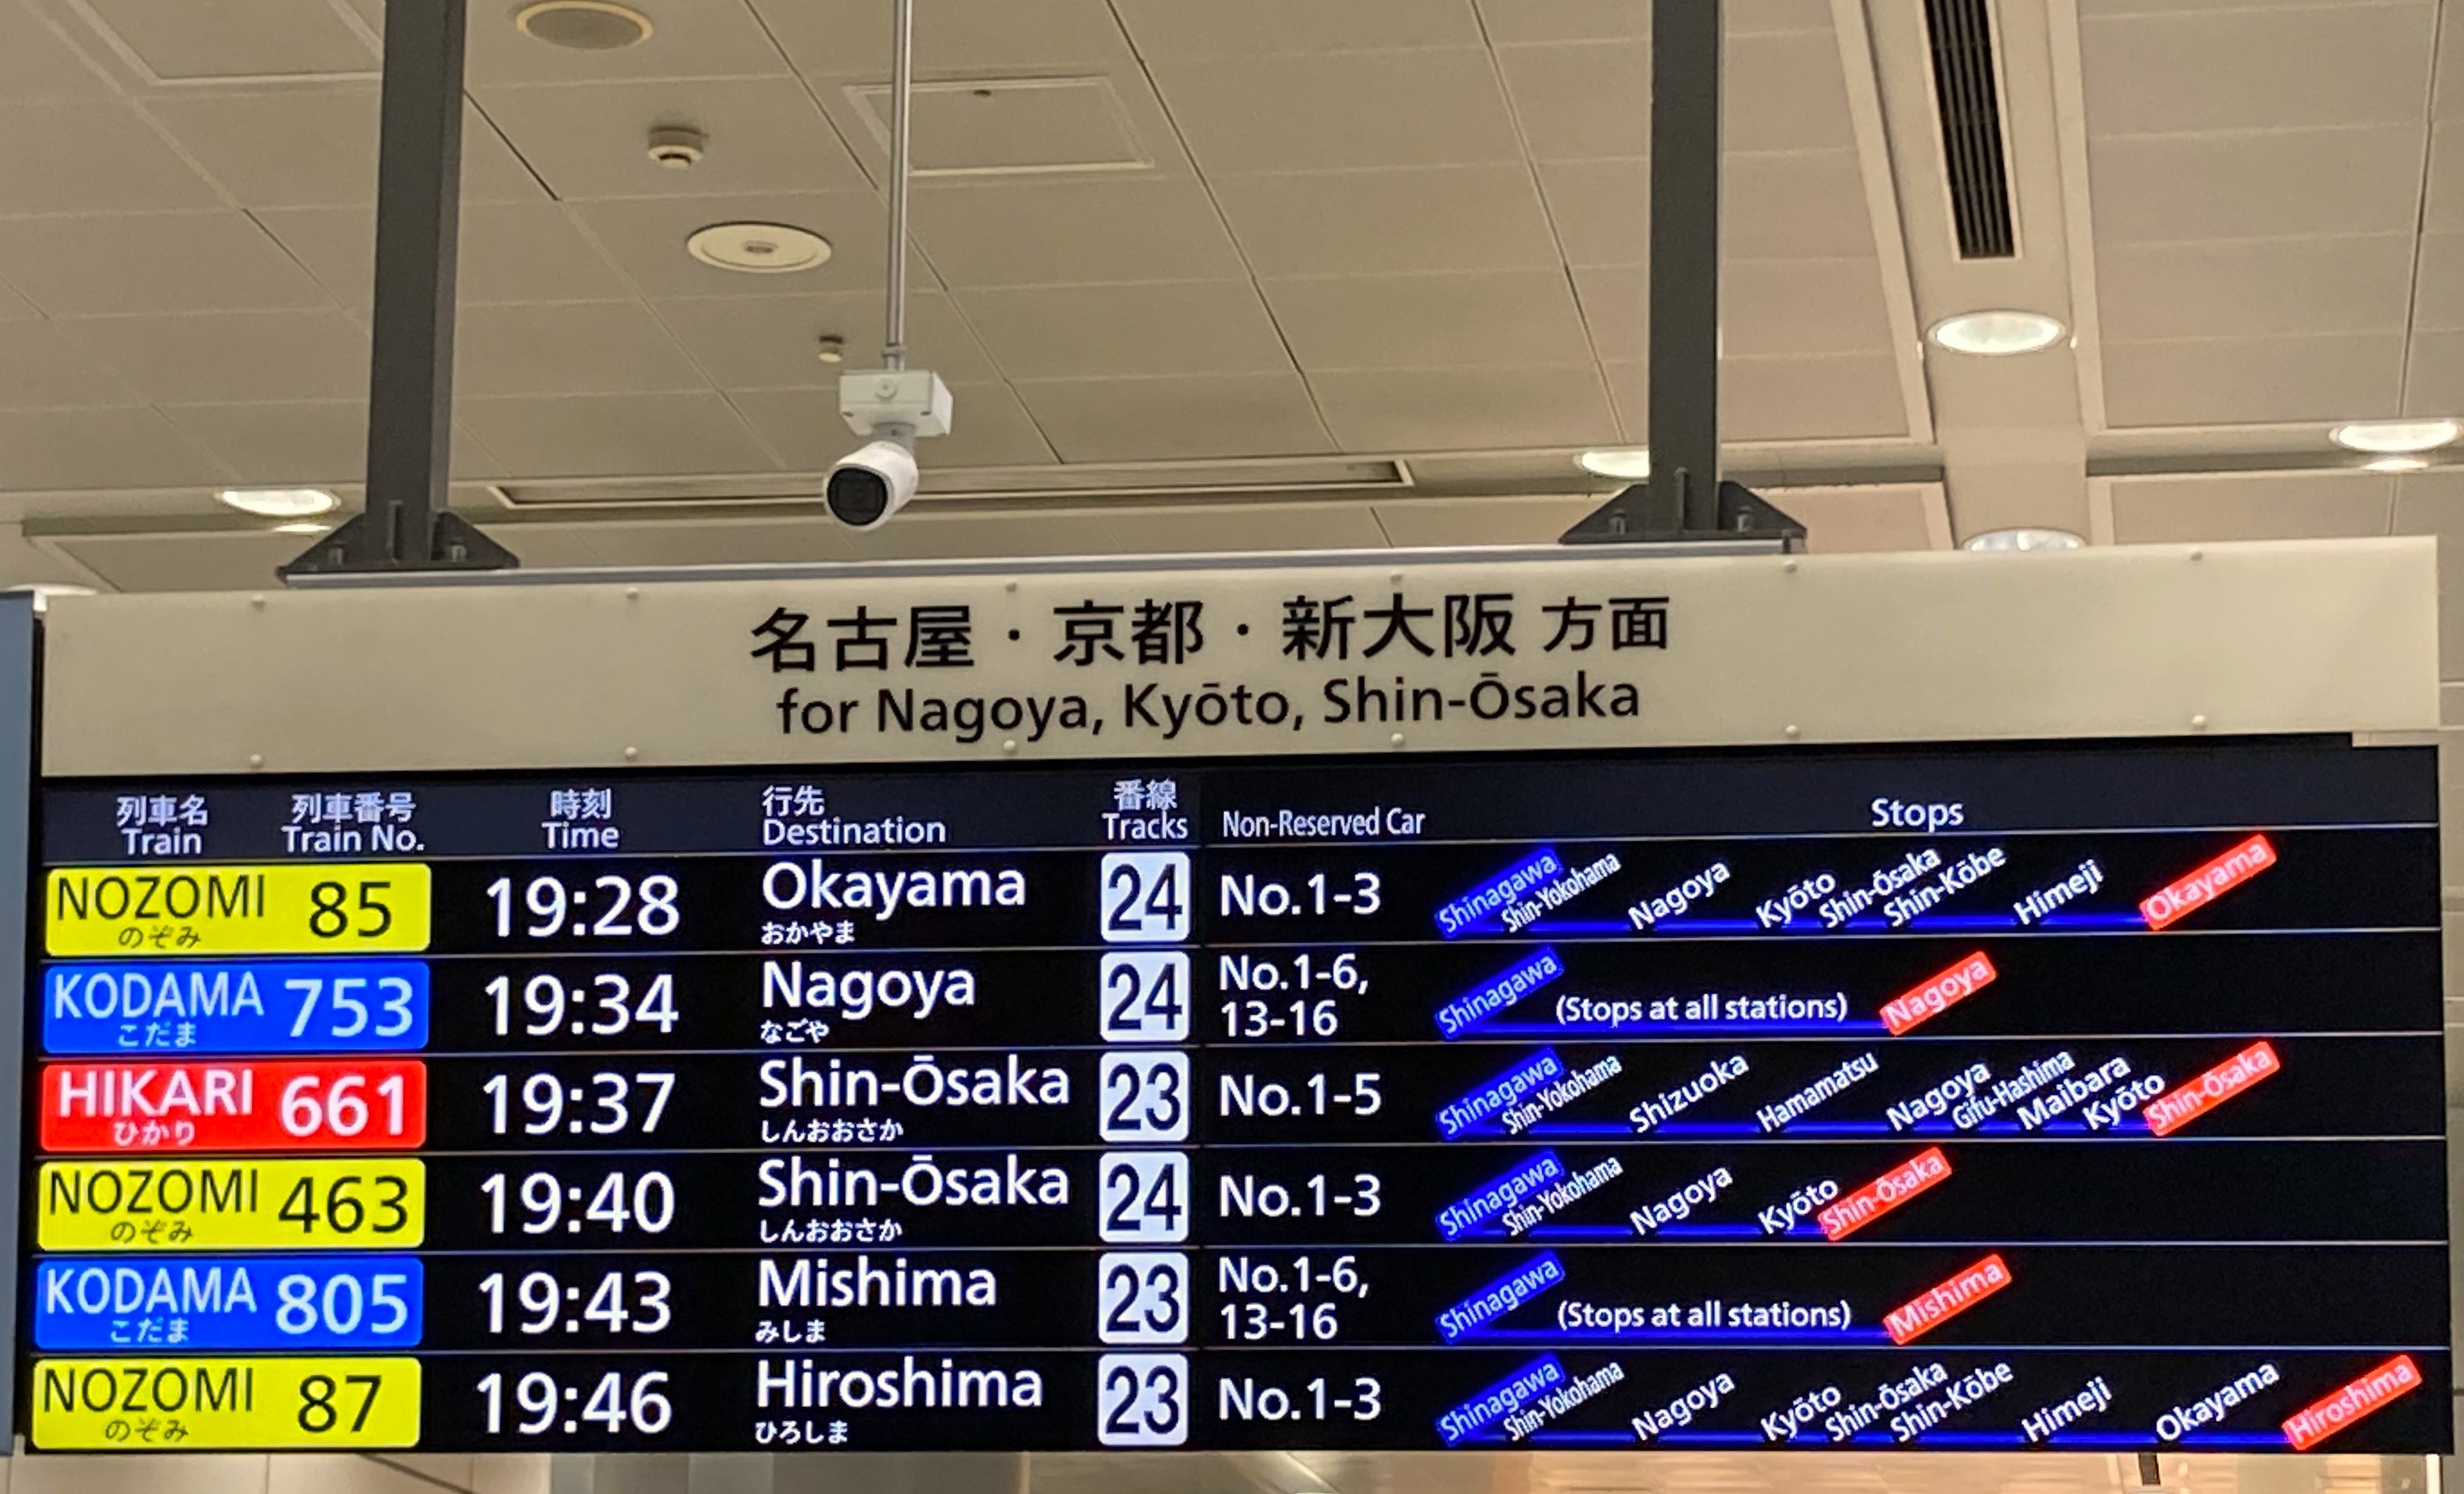 名古屋・京都・新大阪 方面
for Nagoya, Kyōto, Shin-Ōsaka
列車名 列車番号 時刻 行先 番線
Train Train No. Time Destination Tracks Non-Reserved Car Stops
NOZOMI 85 19:28 Okayama 24 No.1-3 Shinagawa Shin-Yokohama Nagoya Kyōto Shin-Ōsaka Shin-Kōbe Himeji Okayama
のぞみ おかやま
KODAMA 753 19:34 Nagoya 24 No.1-6, 13-16 Shinagawa (Stops at all stations) Nagoya
こだま なごや
HIKARI 661 19:37 Shin-Ōsaka 23 No.1-5 Shinagawa Shin-Yokohama Shizuoka Hamamatsu Nagoya Gifu-Hashima Maibara Kyōto Shin-Ōsaka
ひかり しんおおさか
NOZOMI 463 19:40 Shin-Ōsaka 24 No.1-3 Shinagawa Shin-Yokohama Nagoya Kyōto Shin-Ōsaka
のぞみ しんおおさか
KODAMA 805 19:43 Mishima 23 No.1-6, 13-16 Shinagawa (Stops at all stations) Mishima
こだま みしま
NOZOMI 87 19:46 Hiroshima 23 No.1-3 Shinagawa Shin-Yokohama Nagoya Kyōto Shin-Ōsaka Shin-Kōbe Himeji Okayama Hiroshima
のぞみ ひろしま